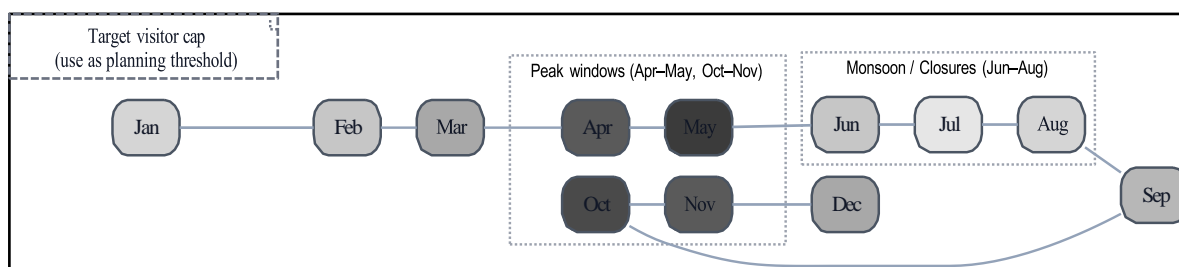 Target visitor cap
(use as planning threshold)
Peak windows (Apr–May, Oct–Nov)
Monsoon / Closures (Jun–Aug)
Jan
Feb
Mar
Apr
May
Jun
Jul
Aug
Oct
Nov
Dec
Sep